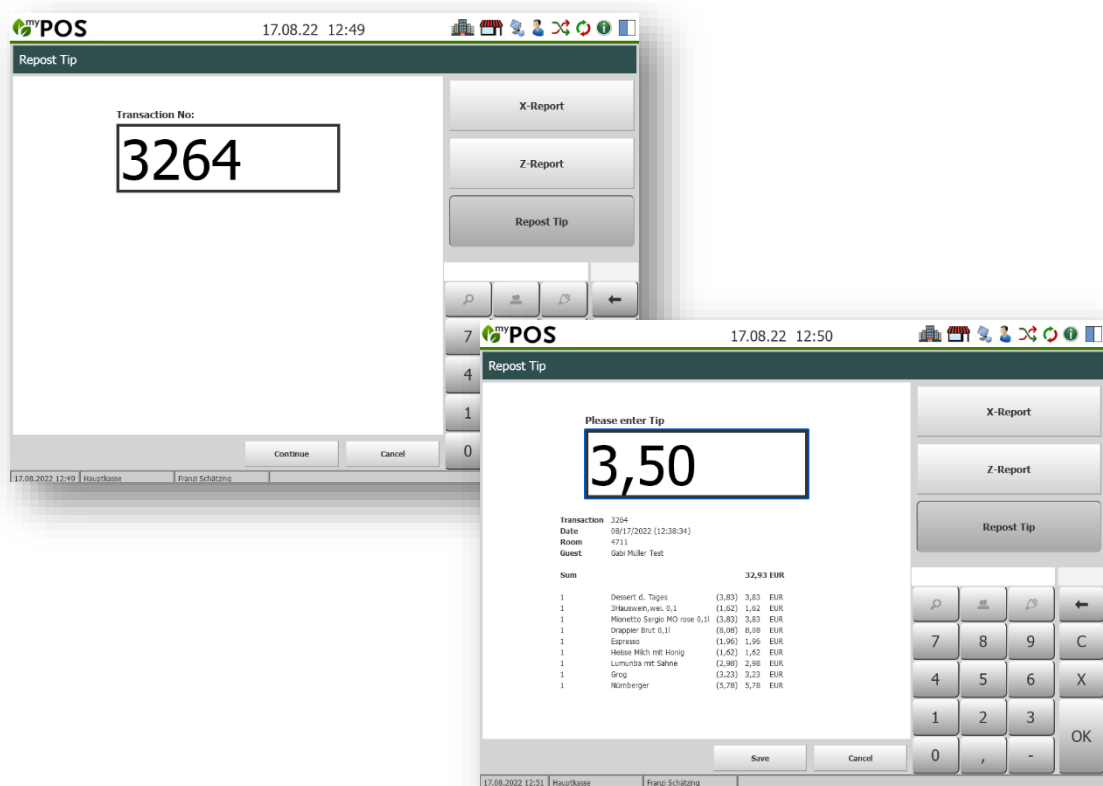 myPOS 17.08.22 12:49
Repost Tip
Transaction No:
3264
X-Report
Z-Report
Repost Tip
7
4
1
0
Continue Cancel
17.08.2022 12:49 Hauptkasse Franzi Schätzing
myPOS 17.08.22 12:50
Repost Tip
Please enter Tip
3,50
Transaction 3264
Date 08/17/2022 (12:38:34)
Room 4711
Guest Gabi Müller Test
Sum 32,93 EUR
1 Dessert d. Tages (3,83) 3,83 EUR
1 3Hauswein,wei. 0,1 (1,62) 1,62 EUR
1 Mionetto Sergio MO rose 0,1l (3,83) 3,83 EUR
1 Drappier Brut 0,1l (8,08) 8,08 EUR
1 Espresso (1,96) 1,96 EUR
1 Heisse Milch mit Honig (1,62) 1,62 EUR
1 Lumunba mit Sahne (2,98) 2,98 EUR
1 Grog (3,23) 3,23 EUR
1 Nürnberger (5,78) 5,78 EUR
X-Report
Z-Report
Repost Tip
7 8 9 C
4 5 6 X
1 2 3 OK
0 , -
Save Cancel
17.08.2022 12:51 Hauptkasse Franzi Schätzing